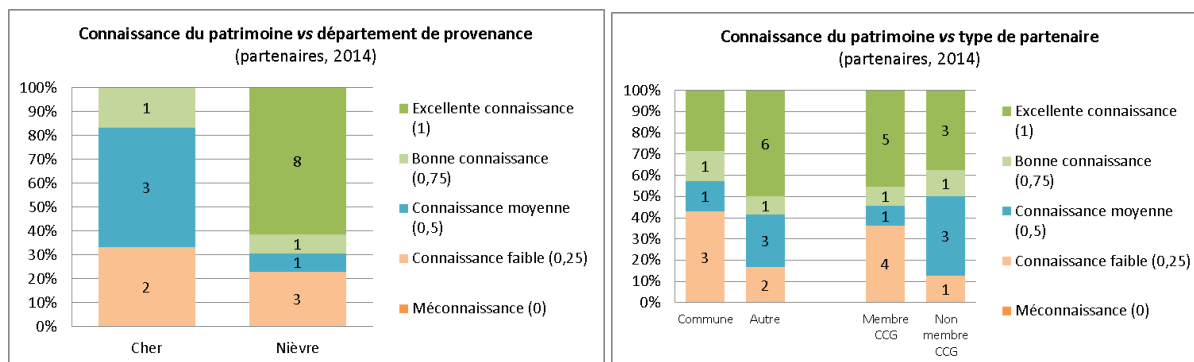 Connaissance du patrimoine vs département de provenance
(partenaires, 2014)
100%
90%
80%
70%
60%
50%
40%
30%
20%
10%
0%
1
3
2
8
1
1
3
Cher
Nièvre
Excellente connaissance
(1)
Bonne connaissance
(0,75)
Connaissance moyenne
(0,5)
Connaissance faible (0,25)
Méconnaissance (0)
Connaissance du patrimoine vs type de partenaire
(partenaires, 2014)
100%
90%
80%
70%
60%
50%
40%
30%
20%
10%
0%
1
1
3
6
1
3
2
5
1
1
4
3
1
3
1
Commune
Autre
Membre
CCG
Non
membre
CCG
Excellente connaissance
(1)
Bonne connaissance
(0,75)
Connaissance moyenne
(0,5)
Connaissance faible (0,25)
Méconnaissance (0)